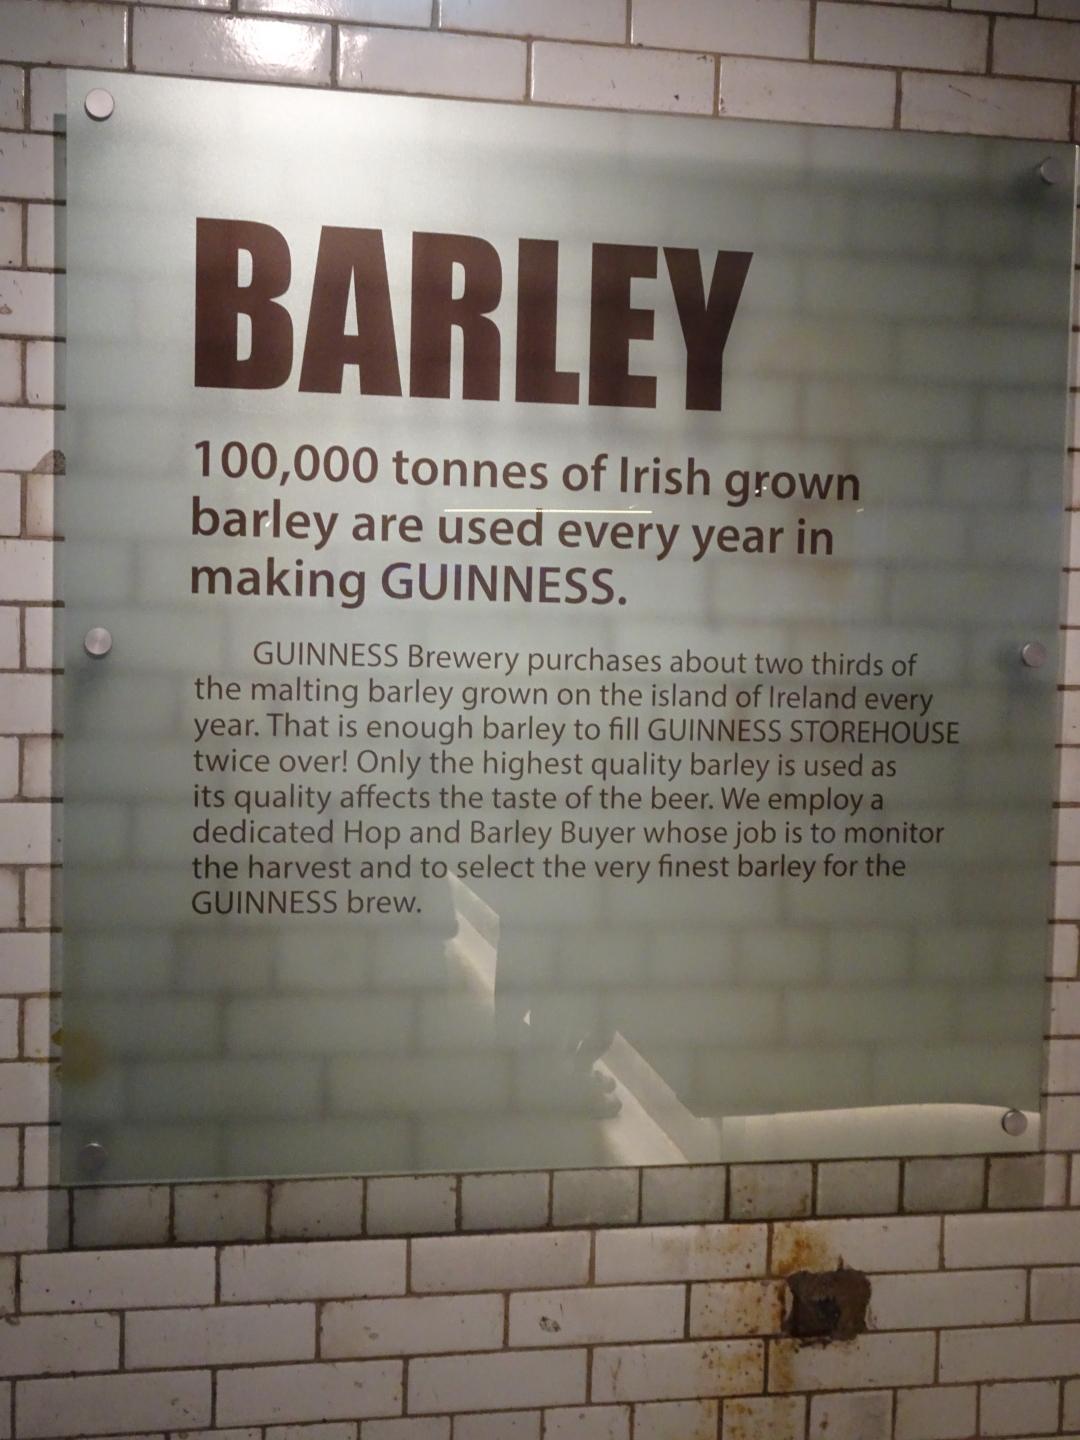 BARLEY
100,000 tonnes of Irish grown
barley are used every year in
making GUINNESS.
GUINNESS Brewery purchases about two thirds of
the malting barley grown on the island of Ireland every
year. That is enough barley to fill GUINNESS STOREHOUSE
twice over! Only the highest quality barley is used as
its quality affects the taste of the beer. We employ a
dedicated Hop and Barley Buyer whose job is to monitor
the harvest and to select the very finest barley for the
GUINNESS brew.